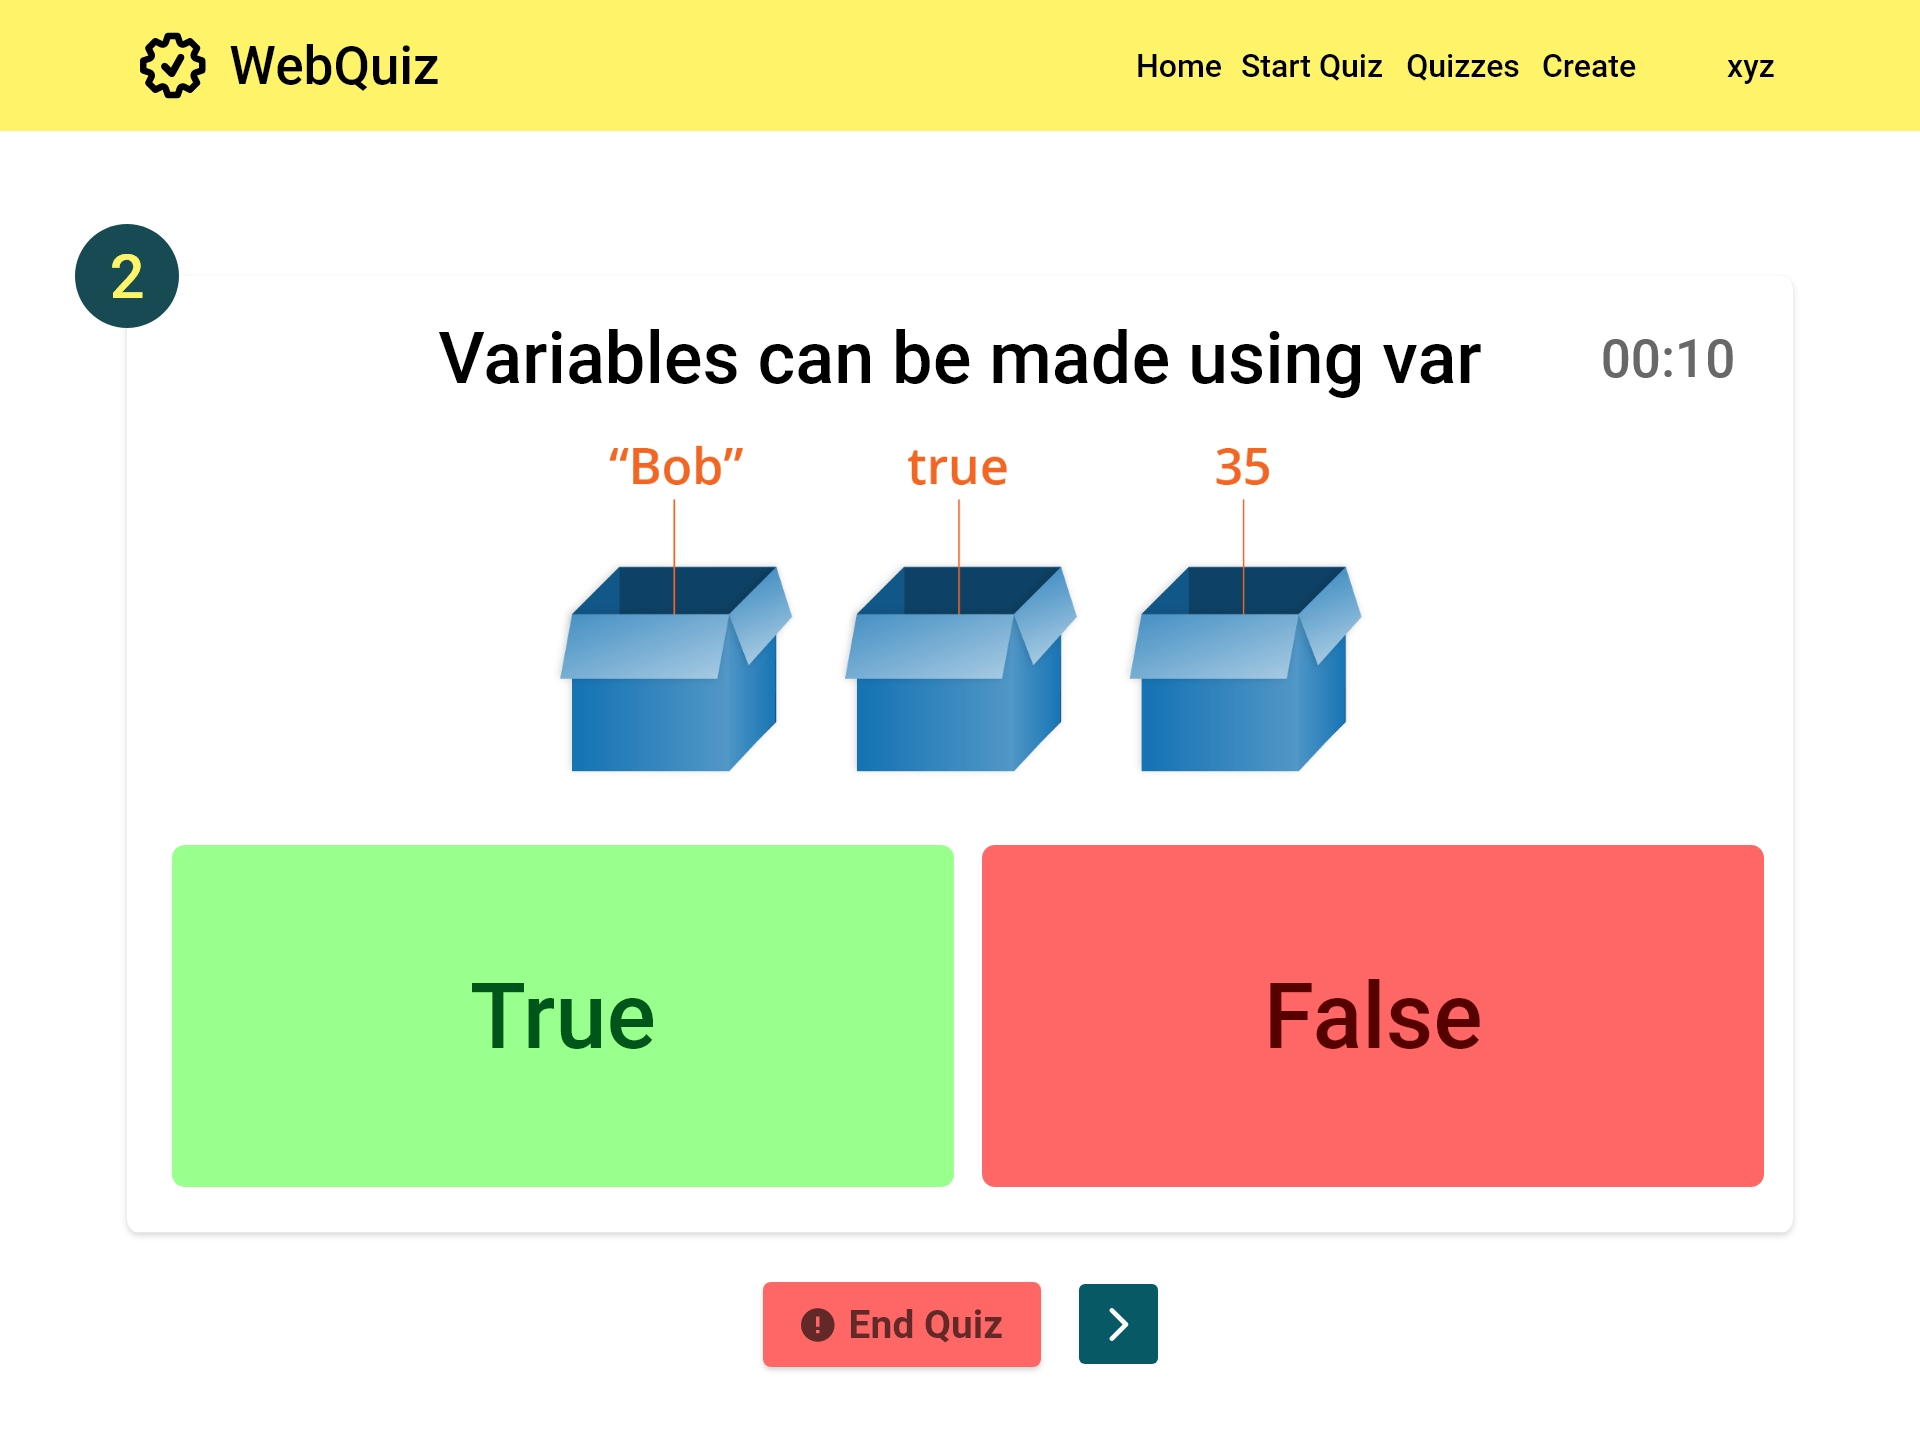 WebQuiz
Home Start Quiz Quizzes Create xyz
2
Variables can be made using var
00:10
“Bob” true 35
True False
End Quiz